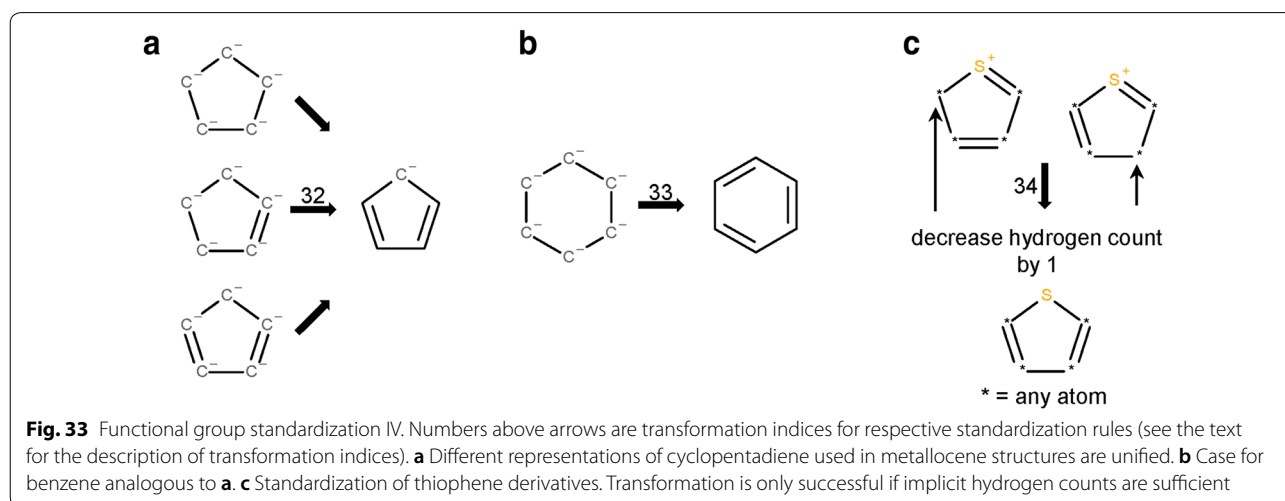 a
b
c
C⁻
C⁻ C⁻
C⁻ C⁻
C⁻
C⁻ C⁻
C⁻ C⁻
32
C⁻
C⁻
C⁻ C⁻
C⁻ C⁻
C⁻
C⁻ C⁻
C⁻ C⁻
C⁻
33
S⁺
* *
* *
S⁺
* *
* *
34
decrease hydrogen count
by 1
S
* *
* *
* = any atom
Fig. 33 Functional group standardization IV. Numbers above arrows are transformation indices for respective standardization rules (see the text
for the description of transformation indices). a Different representations of cyclopentadiene used in metallocene structures are unified. b Case for
benzene analogous to a. c Standardization of thiophene derivatives. Transformation is only successful if implicit hydrogen counts are sufficient